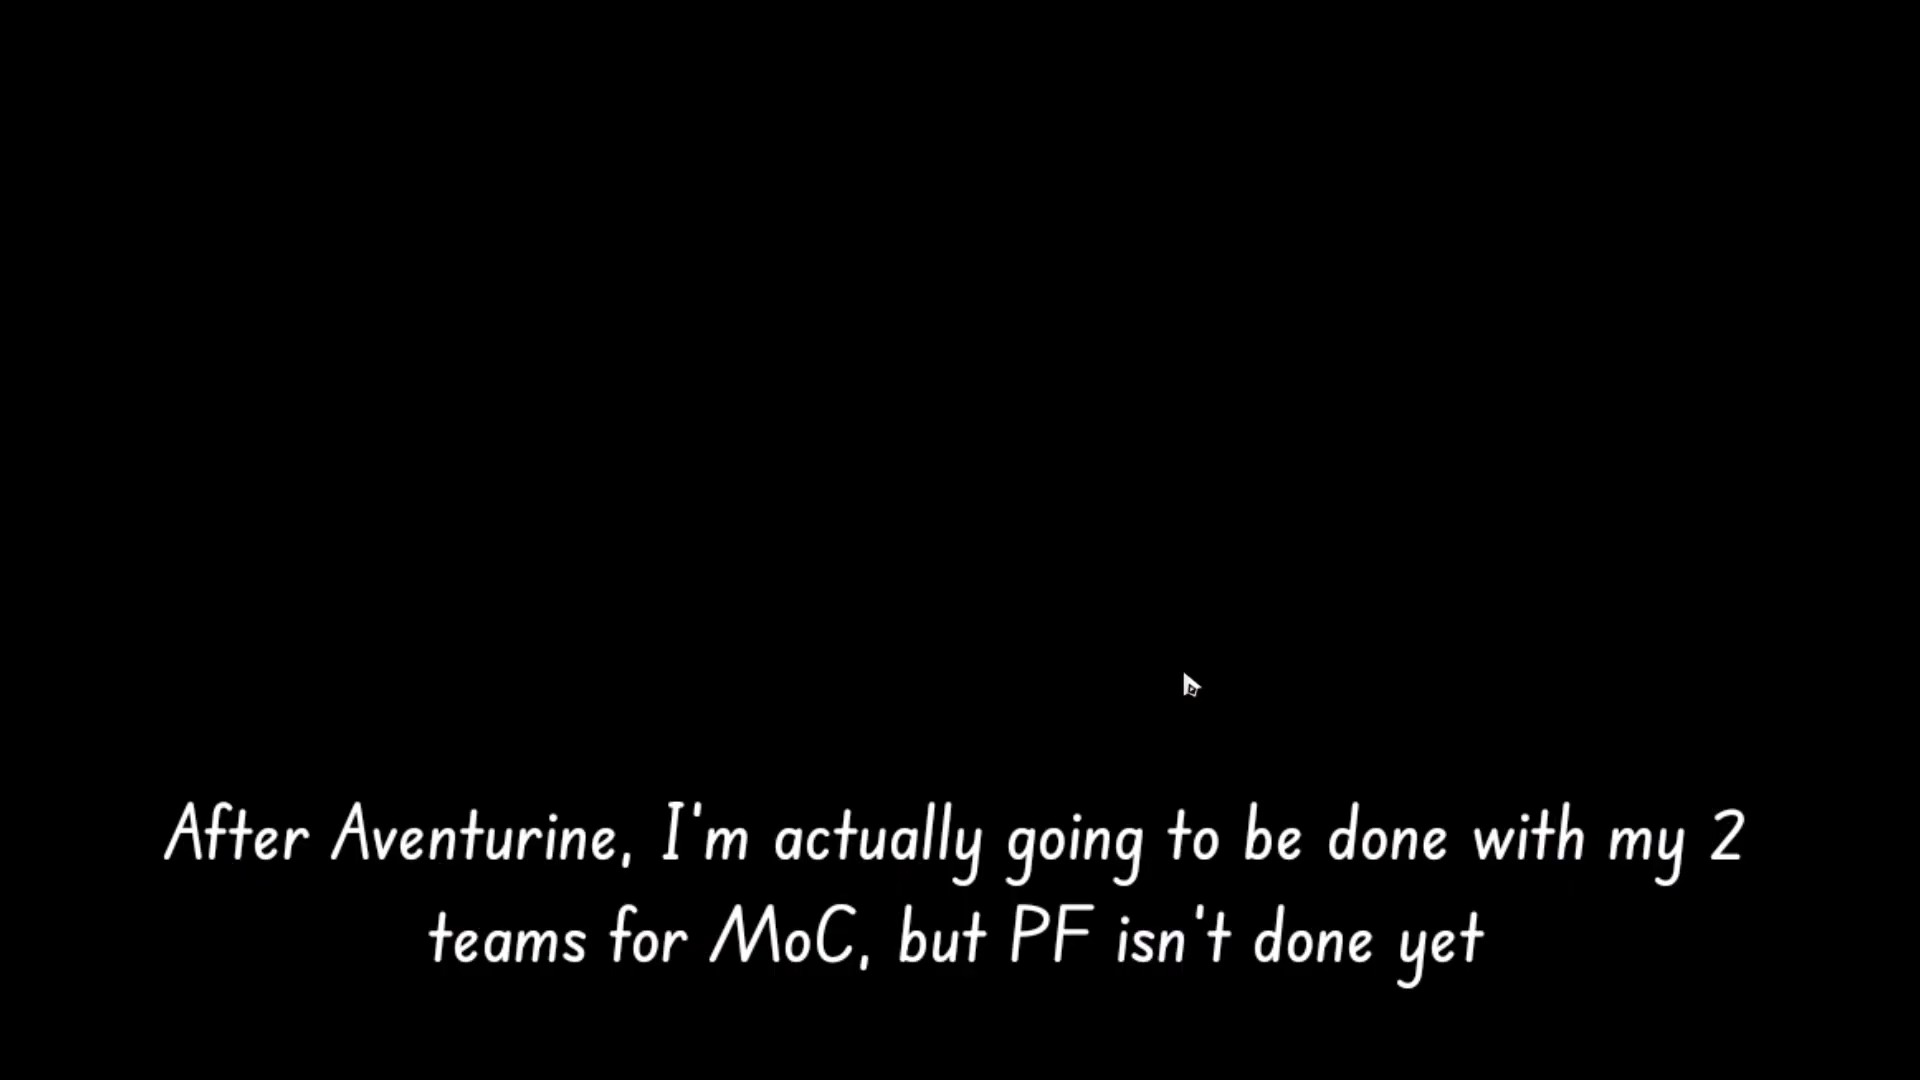 After Aventurine, I'm actually going to be done with my 2
teams for MoC, but PF isn't done yet